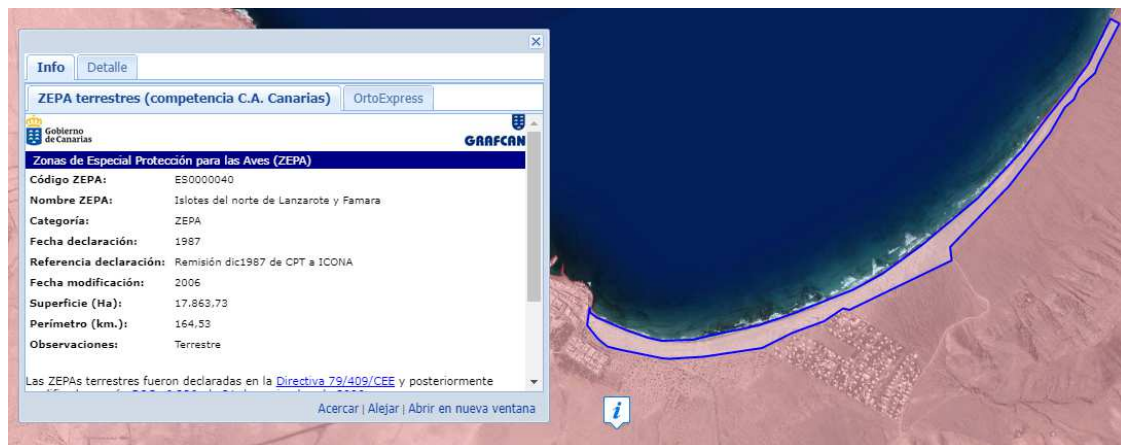 Info Detalle
ZEPA terrestres (competencia C.A. Canarias) OrtoExpress
Gobierno
de Canarias
GRAFCAN
Zonas de Especial Protección para las Aves (ZEPA)
Código ZEPA: ES0000040
Nombre ZEPA: Islotes del norte de Lanzarote y Famara
Categoría: ZEPA
Fecha declaración: 1987
Referencia declaración: Remisión dic1987 de CPT a ICONA
Fecha modificación: 2006
Superficie (Ha): 17.863,73
Perímetro (km.): 164,53
Observaciones: Terrestre
Las ZEPAs terrestres fueron declaradas en la Directiva 79/409/CEE y posteriormente
Acercar | Alejar | Abrir en nueva ventana
i